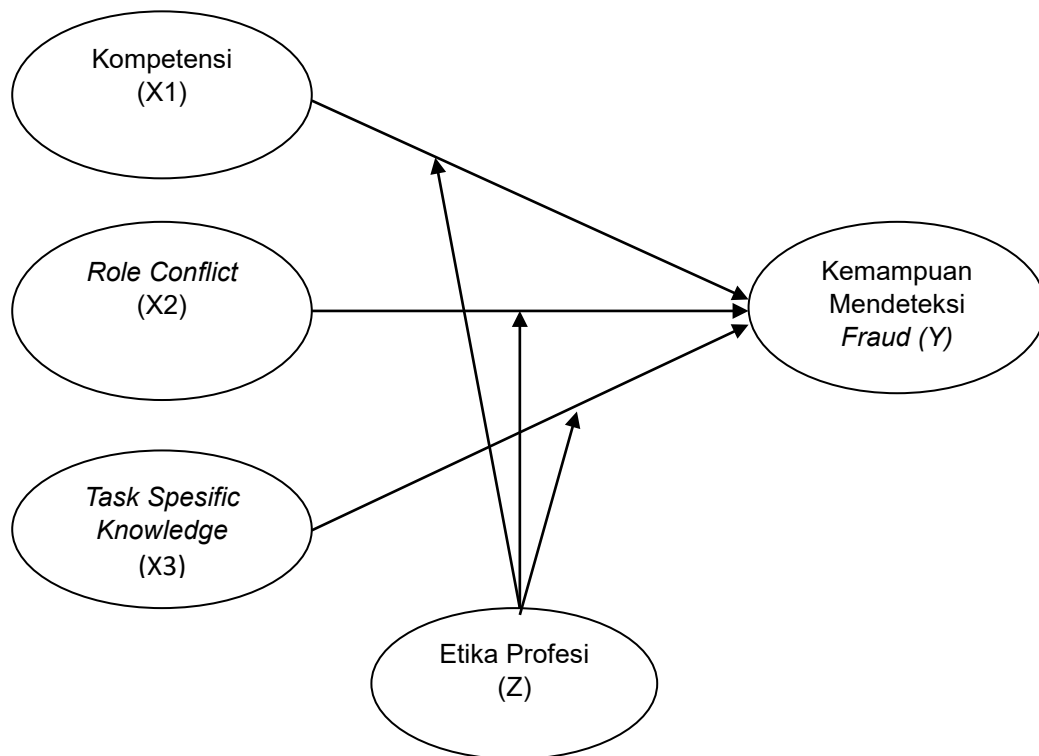 Kompetensi
(X1)
Role Conflict
(X2)
Kemampuan
Mendeteksi
Fraud (Y)
Task Spesific
Knowledge
(X3)
Etika Profesi
(Z)